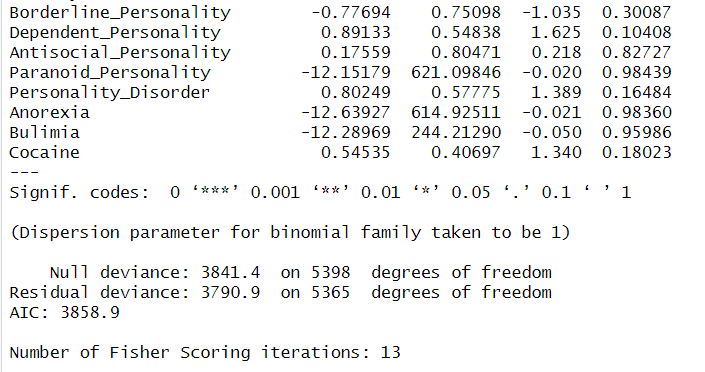 Borderline_Personality -0.77694 0.75098 -1.035 0.30087
Dependent_Personality 0.89133 0.54838 1.625 0.10408
Antisocial_Personality 0.17559 0.80471 0.218 0.82727
Paranoid_Personality -12.15179 621.09846 -0.020 0.98439
Personality_Disorder 0.80249 0.57775 1.389 0.16484
Anorexia -12.63927 614.92511 -0.021 0.98360
Bulimia -12.28969 244.21290 -0.050 0.95986
Cocaine 0.54535 0.40697 1.340 0.18023
---
Signif. codes: 0 ‘***’ 0.001 ‘**’ 0.01 ‘*’ 0.05 ‘.’ 0.1 ‘ ’ 1
(Dispersion parameter for binomial family taken to be 1)
Null deviance: 3841.4 on 5398 degrees of freedom
Residual deviance: 3790.9 on 5365 degrees of freedom
AIC: 3858.9
Number of Fisher Scoring iterations: 13